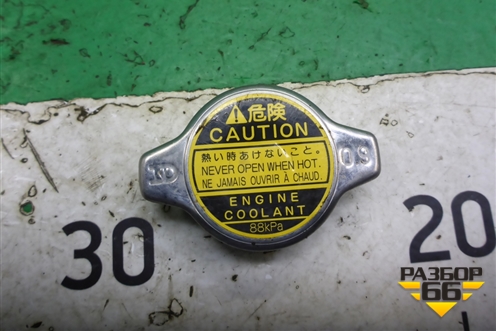 危険
CAUTION
熱い時あけないこと。
NEVER OPEN WHEN HOT.
NE JAMAIS OUVRIR À CHAUD.
ENGINE
COOLANT
88kPa
30
20
РАЗБОР
66